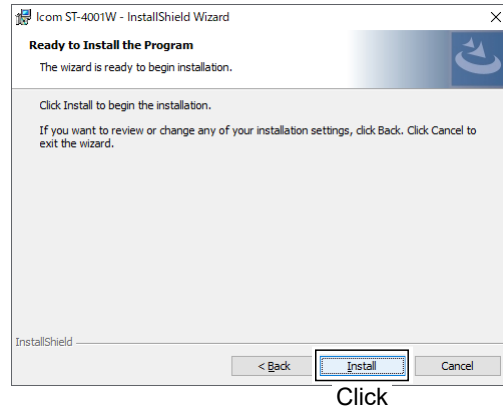 Icom ST-4001W - InstallShield Wizard
Ready to Install the Program
The wizard is ready to begin installation.
Click Install to begin the installation.
If you want to review or change any of your installation settings, click Back. Click Cancel to
exit the wizard.
InstallShield
< Back Install Cancel
Click